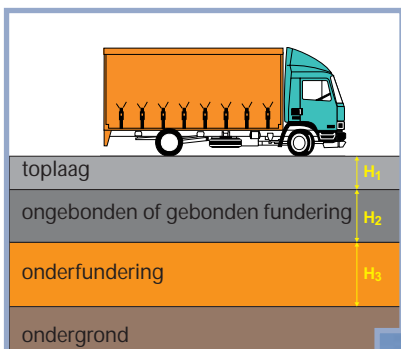 toplaag H₁
ongebonden of gebonden fundering H₂
onderfundering H₃
ondergrond